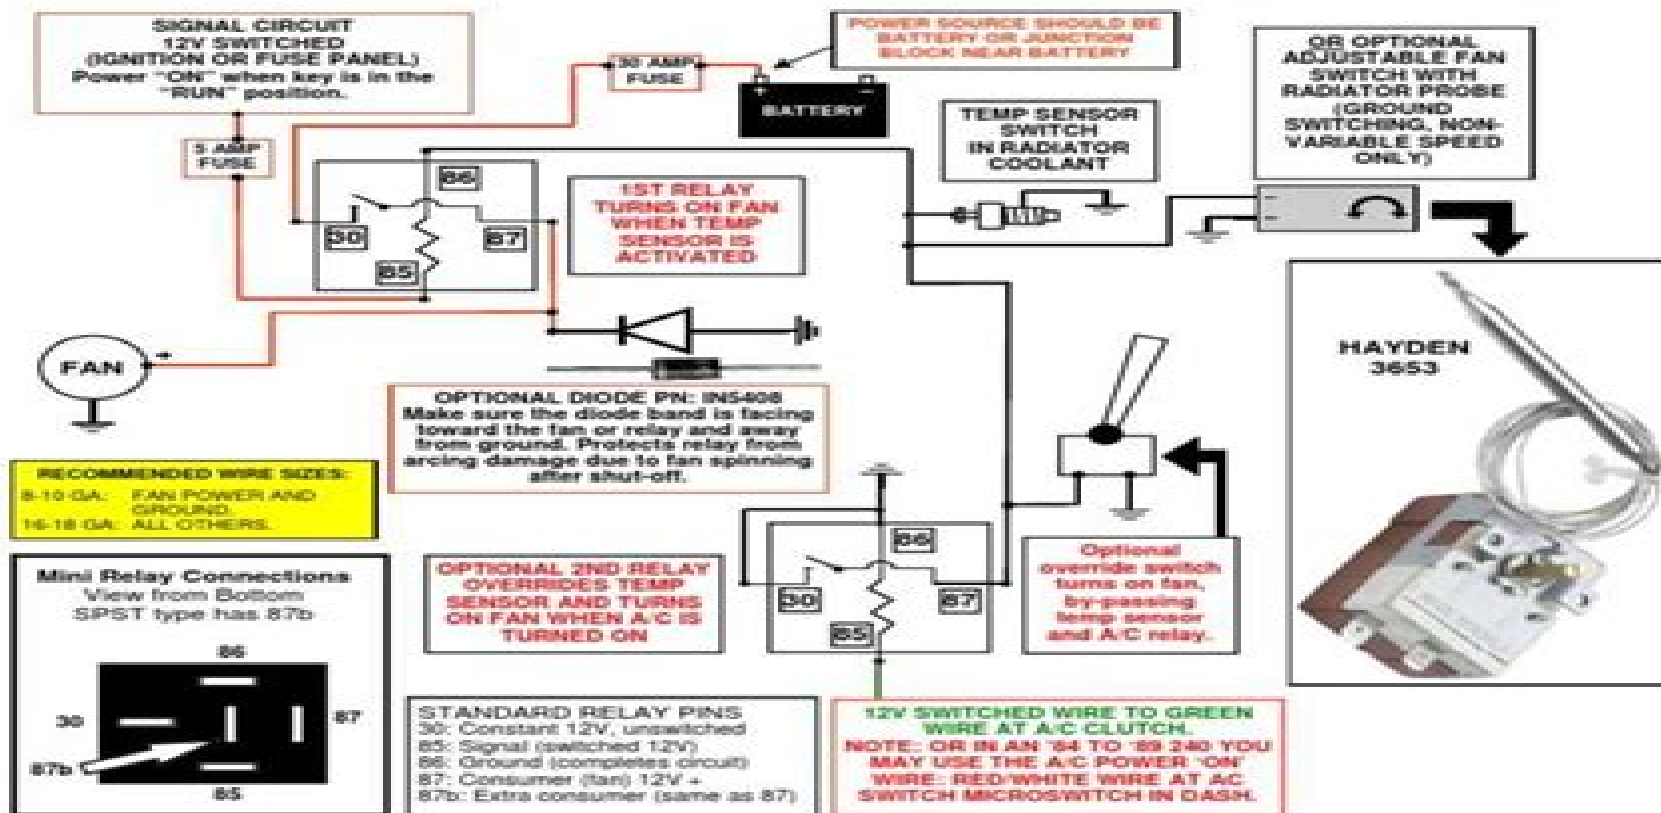 SIGNAL CIRCUIT
12V SWITCHED
(IGNITION OR FUSE PANEL)
Power "ON" when key is in the
"RUN" position.
5 AMP
FUSE
30 AMP
FUSE
POWER SOURCE SHOULD BE
BATTERY OR JUNCTION
BLOCK NEAR BATTERY
BATTERY
TEMP SENSOR
SWITCH
IN RADIATOR
COOLANT
OR OPTIONAL
ADJUSTABLE FAN
SWITCH WITH
RADIATOR PROBE
(GROUND
SWITCHING, NON-
VARIABLE SPEED
ONLY)
86
30
87
85
1ST RELAY
TURNS ON FAN
WHEN TEMP
SENSOR IS
ACTIVATED
FAN
+
OPTIONAL DIODE PN: IN5408
Make sure the diode band is facing
toward the fan or relay and away
from ground. Protects relay from
arcing damage due to fan spinning
after shut-off.
HAYDEN
3653
RECOMMENDED WIRE SIZES:
8-10 GA: FAN POWER AND
GROUND.
16-18 GA: ALL OTHERS.
OPTIONAL 2ND RELAY
OVERRIDES TEMP
SENSOR AND TURNS
ON FAN WHEN A/C IS
TURNED ON
86
30
87
85
Optional
override switch
turns on fan,
by-passing
temp sensor
and A/C relay.
Mini Relay Connections
View from Bottom
SPST type has 87b
86
30
87
87b
85
STANDARD RELAY PINS
30: Constant 12V, unswitched
85: Signal (switched 12V)
86: Ground (completes circuit)
87: Consumer (fan) 12V +
87b: Extra consumer (same as 87)
12V SWITCHED WIRE TO GREEN
WIRE AT A/C CLUTCH.
NOTE: OR IN AN '84 TO '89 240 YOU
MAY USE THE A/C POWER 'ON'
WIRE: RED/WHITE WIRE AT AC
SWITCH MICROSWITCH IN DASH.